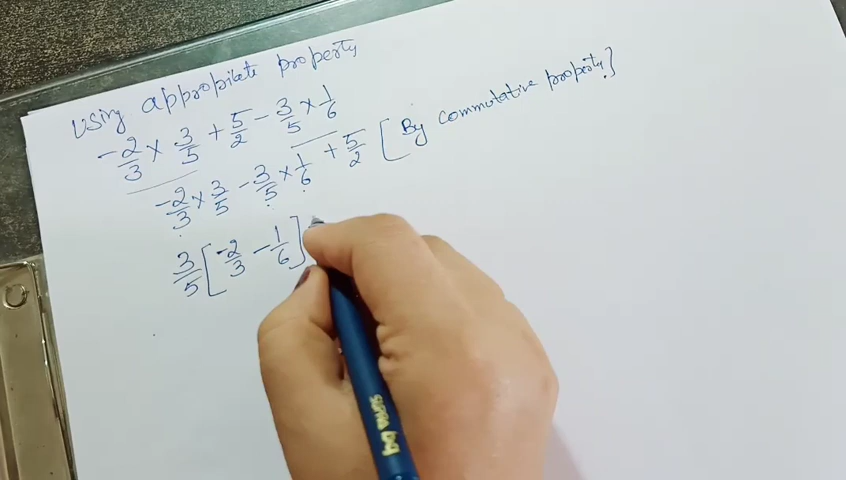 Using appropiate property
-2/3 × 3/5 + 5/2 - 3/5 × 1/6
-2/3 × 3/5 - 3/5 × 1/6 + 5/2 [By commutative property]
3/5 [-2/3 - 1/6]